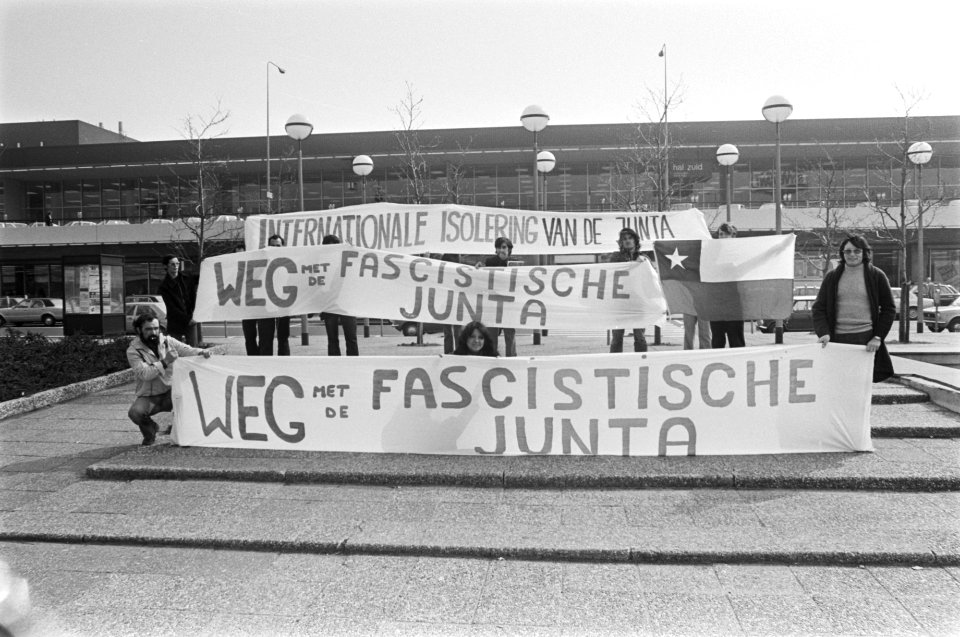 hal zuid
INTERNATIONALE ISOLERING VAN DE JUNTA
WEG MET DE FASCISTISCHE
JUNTA
WEG MET DE FASCISTISCHE
JUNTA